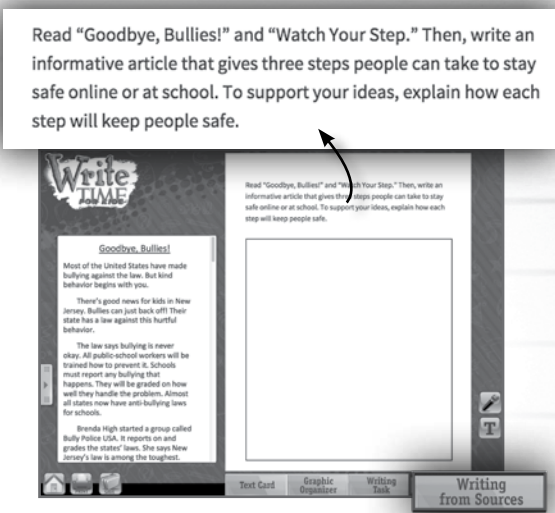 Read “Goodbye, Bullies!” and “Watch Your Step.” Then, write an
informative article that gives three steps people can take to stay
safe online or at school. To support your ideas, explain how each
step will keep people safe.
Write
TIME
FOR KIDS
Goodbye, Bullies!
Most of the United States have made
bullying against the law. But kind
behavior begins with you.
There's good news for kids in New
Jersey. Bullies can just back off! Their
state has a law against this hurtful
behavior.
The law says bullying is never
okay. All public-school workers will be
trained how to prevent it. Schools
must report any bullying that
happens. They will be graded on how
well they handle the problem. Almost
all states now have anti-bullying laws
for schools.
Brenda High started a group called
Bully Police USA. It reports on and
grades the states' laws. She says New
Jersey's law is among the toughest.
Read "Goodbye, Bullies!" and "Watch Your Step." Then, write an
informative article that gives three steps people can take to stay
safe online or at school. To support your ideas, explain how each
step will keep people safe.
T
Text Card
Graphic
Organizer
Writing
Task
Writing
from Sources